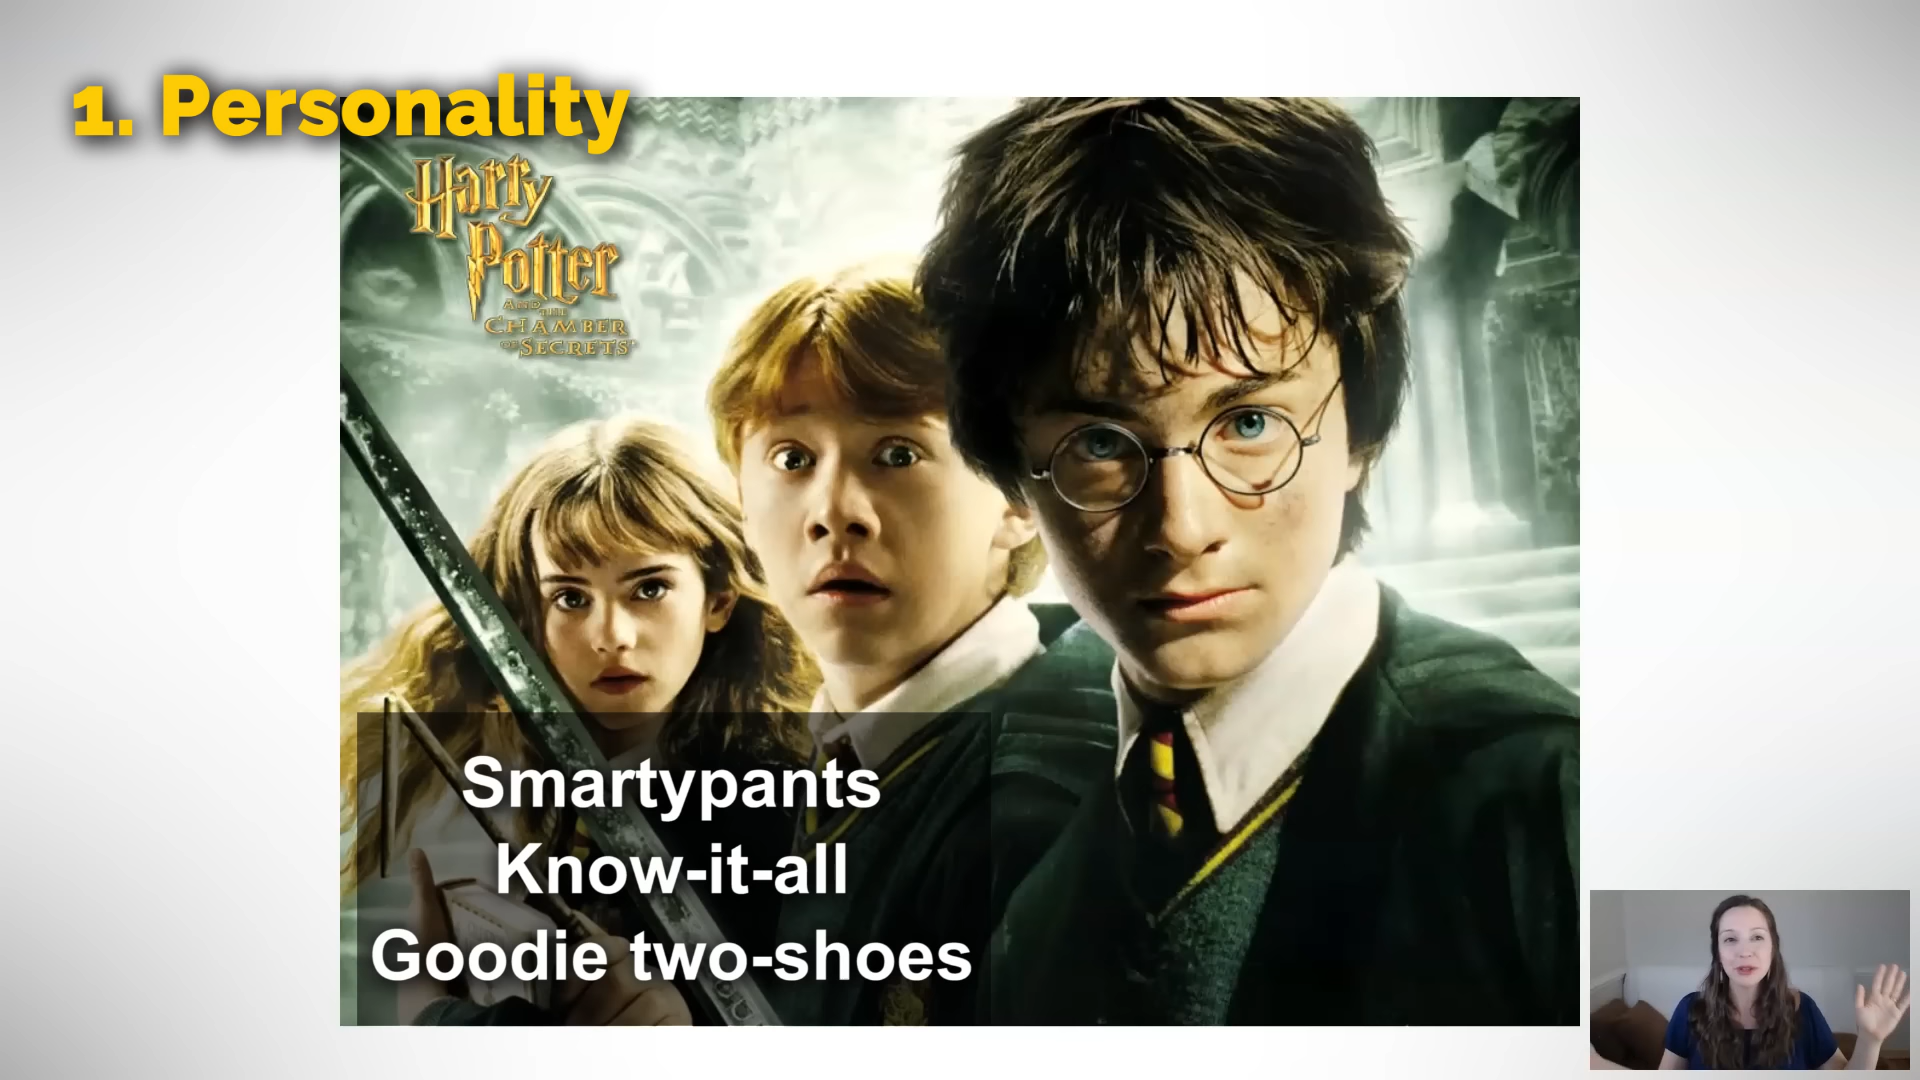 1. Personality
Harry
Potter
AND THE
CHAMBER
OF SECRETS
Smartypants
Know-it-all
Goodie two-shoes